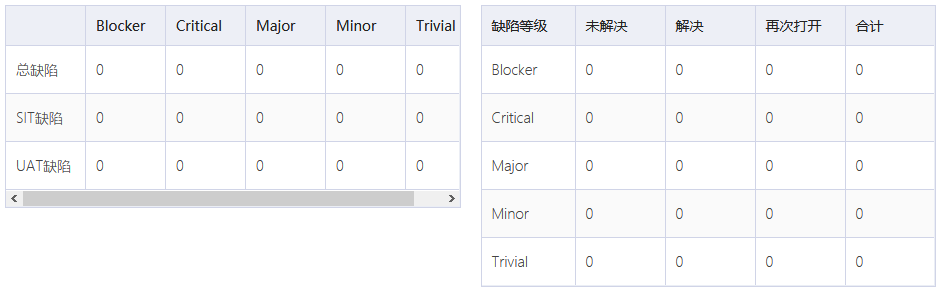 Blocker Critical Major Minor Trivial
总缺陷 0 0 0 0 0
SIT缺陷 0 0 0 0 0
UAT缺陷 0 0 0 0 0
缺陷等级 未解决 解决 再次打开 合计
Blocker 0 0 0 0
Critical 0 0 0 0
Major 0 0 0 0
Minor 0 0 0 0
Trivial 0 0 0 0